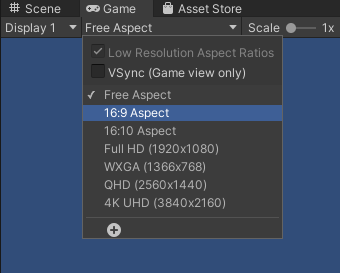 Scene Game Asset Store
Display 1 Free Aspect Scale 1x
Low Resolution Aspect Ratios
VSync (Game view only)
Free Aspect
16:9 Aspect
16:10 Aspect
Full HD (1920x1080)
WXGA (1366x768)
QHD (2560x1440)
4K UHD (3840x2160)